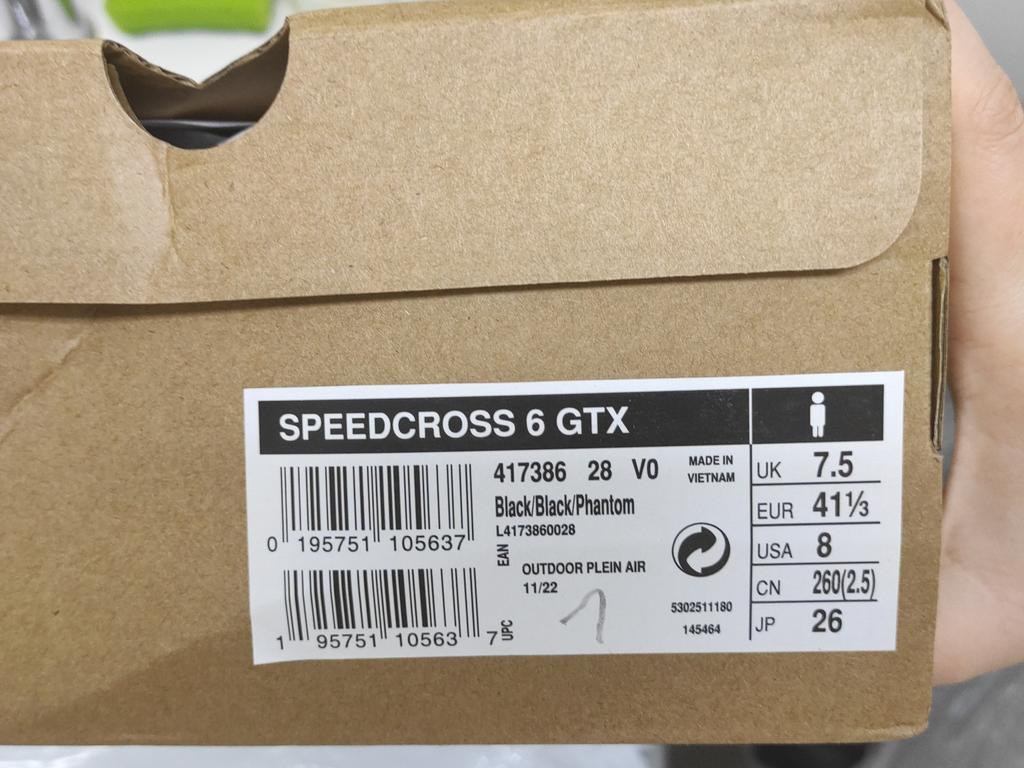 SPEEDCROSS 6 GTX
417386 28 V0
MADE IN
VIETNAM
Black/Black/Phantom
L4173860028
0 195751 105637
EAN
OUTDOOR PLEIN AIR
11/22
1
5302511180
145464
1 95751 10563 7
UPC
UK 7.5
EUR 41⅓
USA 8
CN 260(2.5)
JP 26